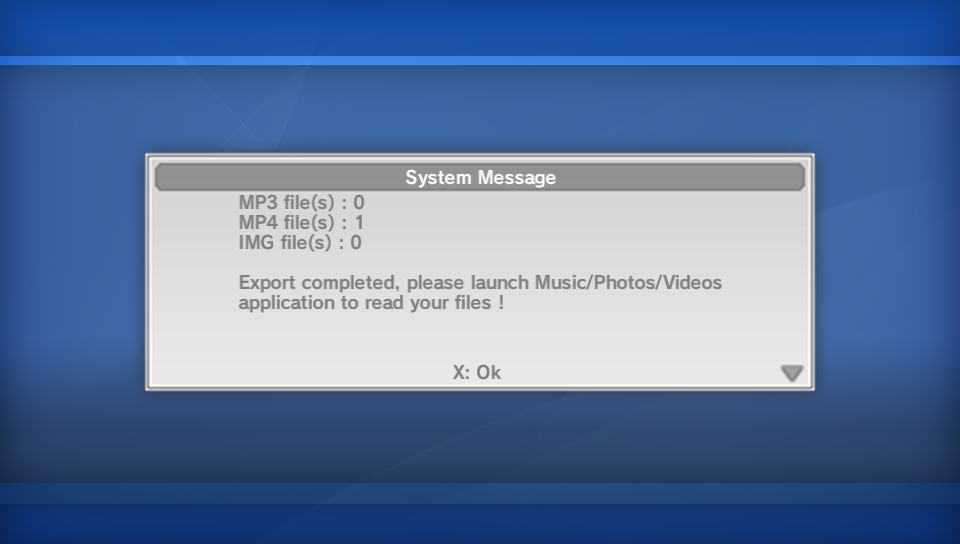 System Message
MP3 file(s) : 0
MP4 file(s) : 1
IMG file(s) : 0
Export completed, please launch Music/Photos/Videos
application to read your files !
X: Ok